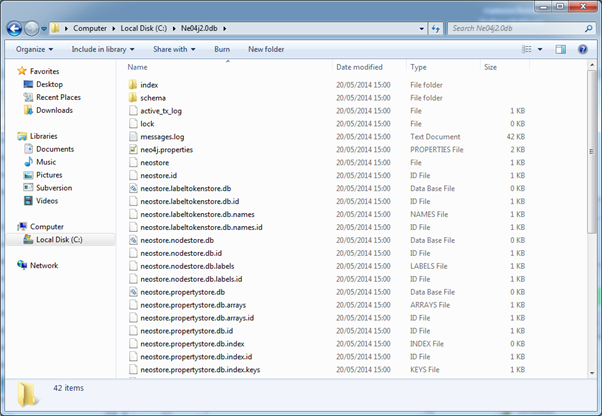 Computer ▸ Local Disk (C:) ▸ Ne04j2.0db ▸
Search Ne04j2.0db
Organize Include in library Share with Burn New folder
Name Date modified Type Size
Favorites
Desktop
Recent Places
Downloads
Libraries
Documents
Music
Pictures
Subversion
Videos
Computer
Local Disk (C:)
Network
index 20/05/2014 15:00 File folder
schema 20/05/2014 15:00 File folder
active_tx_log 20/05/2014 15:00 File 1 KB
lock 20/05/2014 15:00 File 0 KB
messages.log 20/05/2014 15:00 Text Document 42 KB
neo4j.properties 20/05/2014 15:00 PROPERTIES File 2 KB
neostore 20/05/2014 15:00 File 1 KB
neostore.id 20/05/2014 15:00 ID File 1 KB
neostore.labeltokenstore.db 20/05/2014 15:00 Data Base File 0 KB
neostore.labeltokenstore.db.id 20/05/2014 15:00 ID File 1 KB
neostore.labeltokenstore.db.names 20/05/2014 15:00 NAMES File 1 KB
neostore.labeltokenstore.db.names.id 20/05/2014 15:00 ID File 1 KB
neostore.nodestore.db 20/05/2014 15:00 Data Base File 0 KB
neostore.nodestore.db.id 20/05/2014 15:00 ID File 1 KB
neostore.nodestore.db.labels 20/05/2014 15:00 LABELS File 1 KB
neostore.nodestore.db.labels.id 20/05/2014 15:00 ID File 1 KB
neostore.propertystore.db 20/05/2014 15:00 Data Base File 0 KB
neostore.propertystore.db.arrays 20/05/2014 15:00 ARRAYS File 1 KB
neostore.propertystore.db.arrays.id 20/05/2014 15:00 ID File 1 KB
neostore.propertystore.db.id 20/05/2014 15:00 ID File 1 KB
neostore.propertystore.db.index 20/05/2014 15:00 INDEX File 0 KB
neostore.propertystore.db.index.id 20/05/2014 15:00 ID File 1 KB
neostore.propertystore.db.index.keys 20/05/2014 15:00 KEYS File 1 KB
42 items